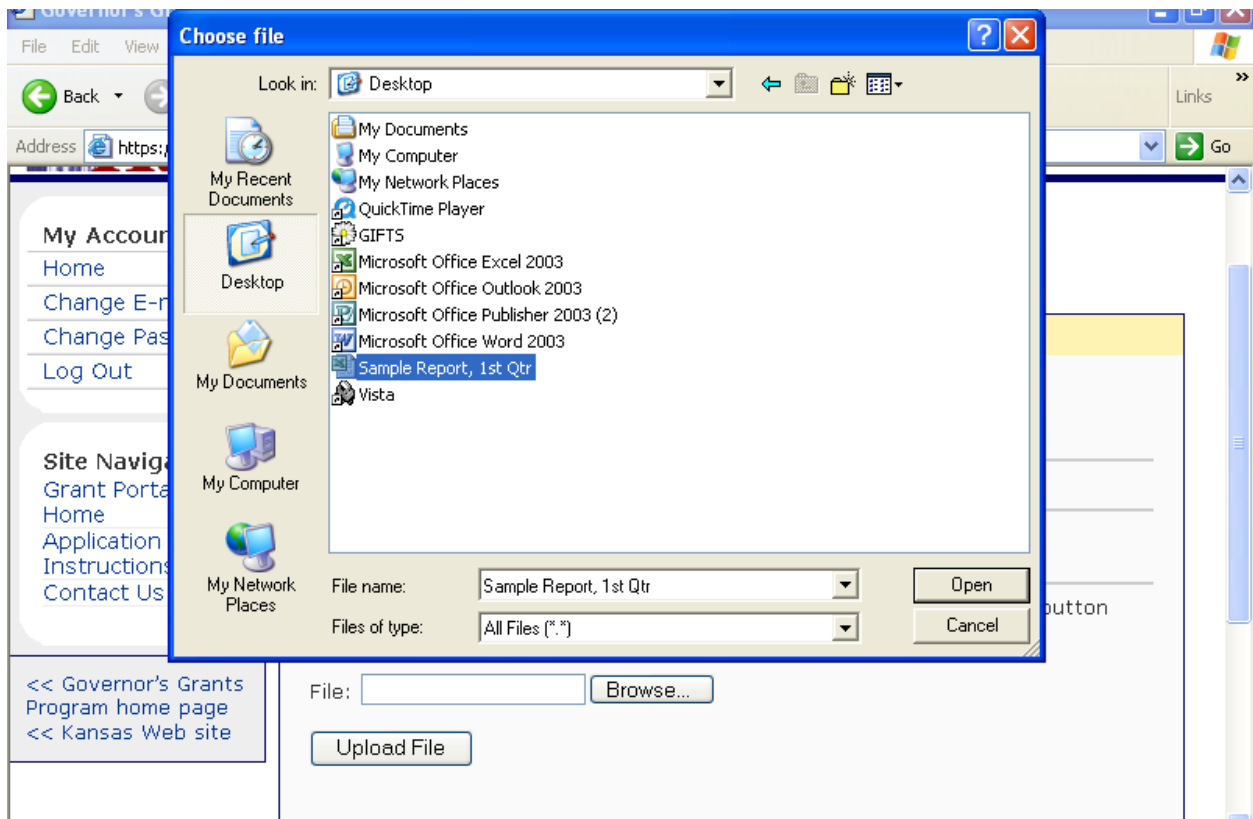 Governor's Gr
File Edit View
Back
Links
Address https:/
Go
Choose file
Look in: Desktop
My Recent
Documents
Desktop
My Documents
My Computer
My Network
Places
My Documents
My Computer
My Network Places
QuickTime Player
GIFTS
Microsoft Office Excel 2003
Microsoft Office Outlook 2003
Microsoft Office Publisher 2003 (2)
Microsoft Office Word 2003
Sample Report, 1st Qtr
Vista
File name: Sample Report, 1st Qtr
Open
Files of type: All Files (*.*)
Cancel
My Accoun
Home
Change E-m
Change Pas
Log Out
Site Naviga
Grant Porta
Home
Application
Instructions
Contact Us
<< Governor's Grants
Program home page
<< Kansas Web site
button
File: Browse...
Upload File